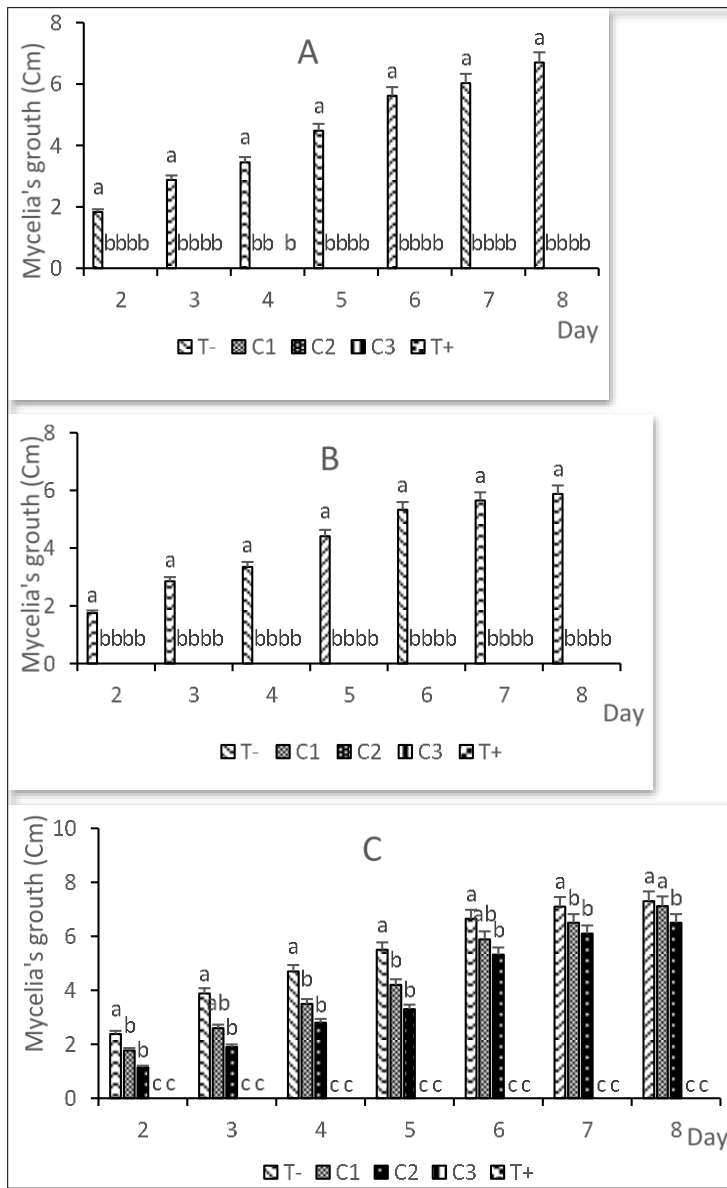 A
Mycelia's grouth (Cm)
8
6
4
2
0
a a a a a a a
bbbb bbbb bb b bbbb bbbb bbbb bbbb
2 3 4 5 6 7 8
Day
T- C1 C2 C3 T+
B
Mycelia's grouth (Cm)
8
6
4
2
0
a a a a a a a
bbbb bbbb bbbb bbbb bbbb bbbb bbbb
2 3 4 5 6 7 8
Day
T- C1 C2 C3 T+
C
Mycelia's grouth (Cm)
10
8
6
4
2
0
a b b c c a ab b c c a b b c c a b b c c a ab b c c a b b c c a a b c c
2 3 4 5 6 7 8
Day
T- C1 C2 C3 T+